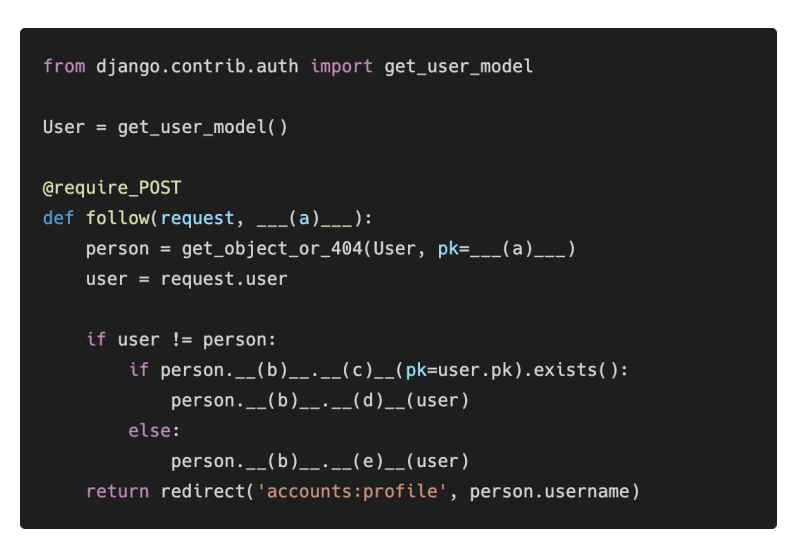 from django.contrib.auth import get_user_model
User = get_user_model()
@require_POST
def follow(request, ___(a)___):
    person = get_object_or_404(User, pk=___(a)___)
    user = request.user
    if user != person:
        if person.__(b)__.__(c)__(pk=user.pk).exists():
            person.__(b)__.__(d)__(user)
        else:
            person.__(b)__.__(e)__(user)
    return redirect('accounts:profile', person.username)